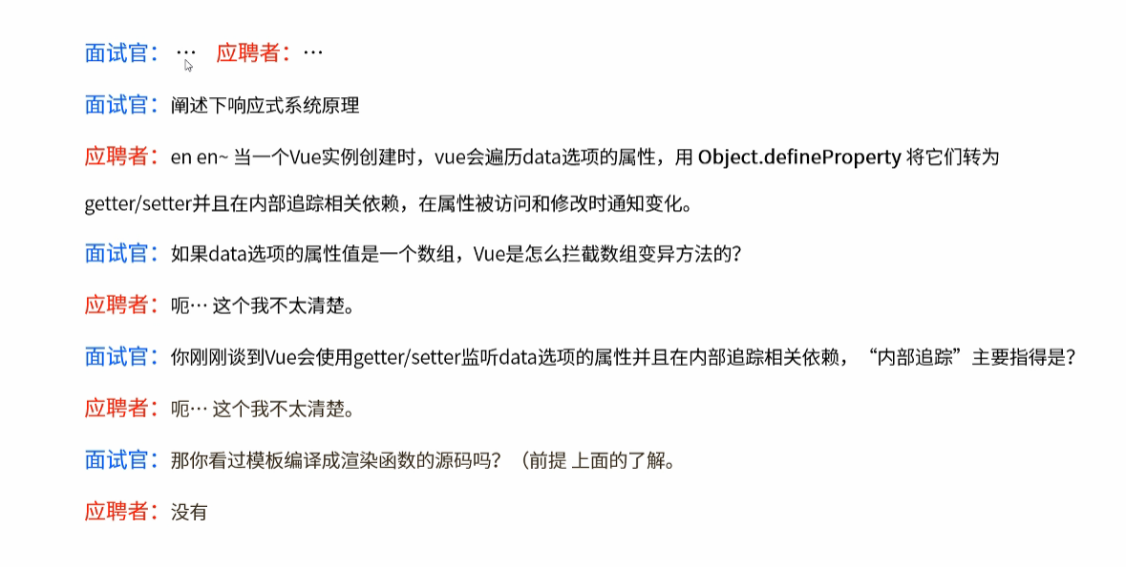 面试官： … 应聘者：…
面试官：阐述下响应式系统原理
应聘者：en en~ 当一个Vue实例创建时，vue会遍历data选项的属性，用 Object.defineProperty 将它们转为
getter/setter并且在内部追踪相关依赖，在属性被访问和修改时通知变化。
面试官：如果data选项的属性值是一个数组，Vue是怎么拦截数组变异方法的？
应聘者：呃… 这个我不太清楚。
面试官：你刚刚谈到Vue会使用getter/setter监听data选项的属性并且在内部追踪相关依赖，“内部追踪”主要指得是？
应聘者：呃… 这个我不太清楚。
面试官：那你看过模板编译成渲染函数的源码吗？（前提 上面的了解。
应聘者：没有